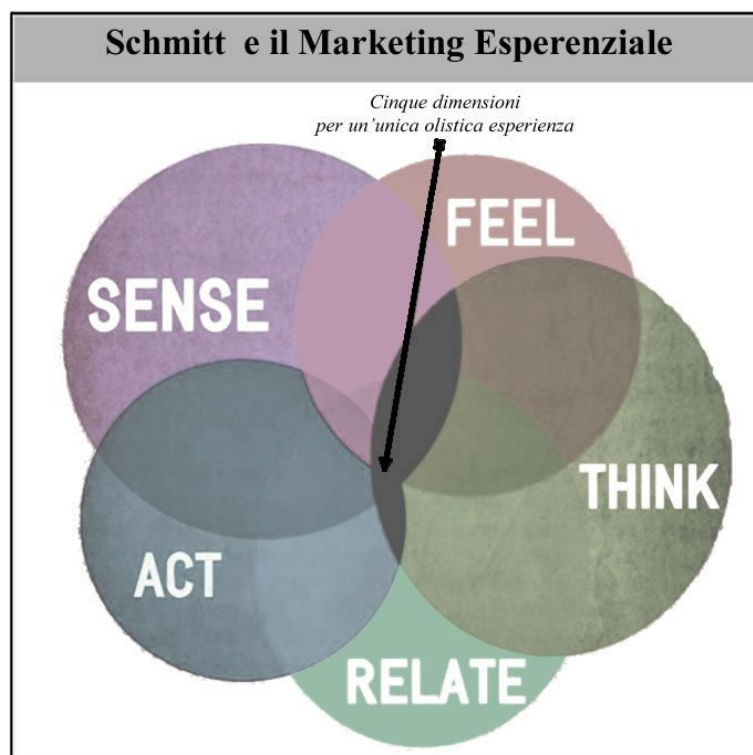 Schmitt e il Marketing Esperenziale
Cinque dimensioni
per un'unica olistica esperienza
FEEL
SENSE
THINK
ACT
RELATE